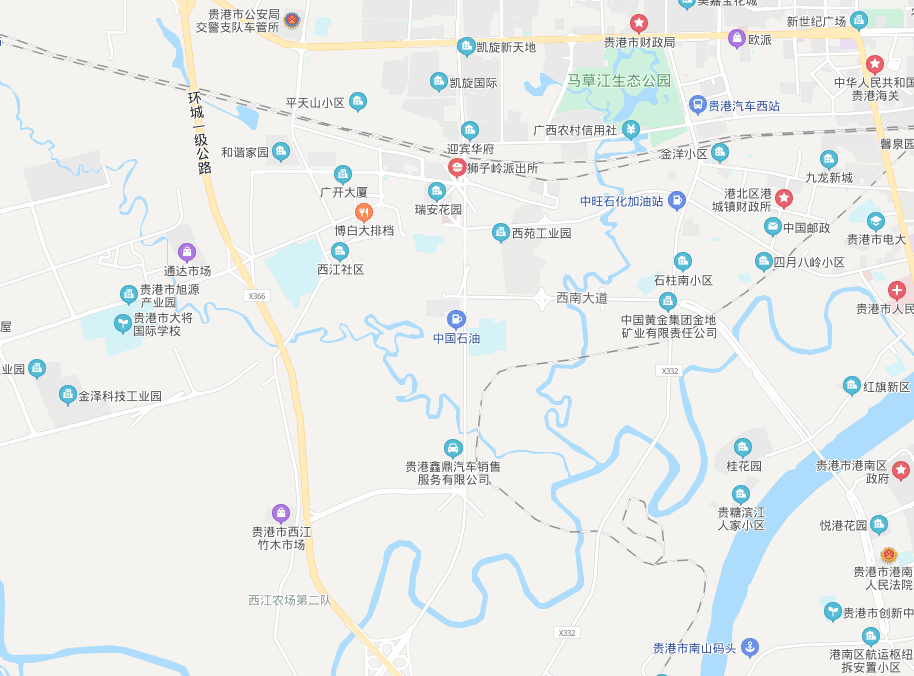 吴嘉宝花城
贵港市公安局
交警支队车管所
新世纪广场
凯旋新天地
贵港市财政局
欧派
凯旋国际
马草江生态公园
中华人民共和国
贵港海关
平天山小区
环城一级公路
贵港汽车西站
广西农村信用社
馨泉园
和谐家园
迎宾华府
金洋小区
狮子岭派出所
九龙新城
广开大厦
瑞安花园
中旺石化加油站
港北区港
城镇财政所
博白大排档
中国邮政
西苑工业园
贵港市电大
通达市场
西江社区
石柱南小区
四月八岭小区
X366
贵港市旭源
产业园
西南大道
贵港市人民
屋
贵港市大将
国际学校
中国石油
中国黄金集团金地
矿业有限责任公司
业园
X332
金泽科技工业园
红旗新区
贵港鑫鼎汽车销售
服务有限公司
桂花园
贵港市港南区
政府
贵糖滨江
人家小区
贵港市西江
竹木市场
悦港花园
贵港市港南
人民法院
西江农场第二队
贵港市创新中
X332
贵港市南山码头
港南区航运枢纽
拆安置小区